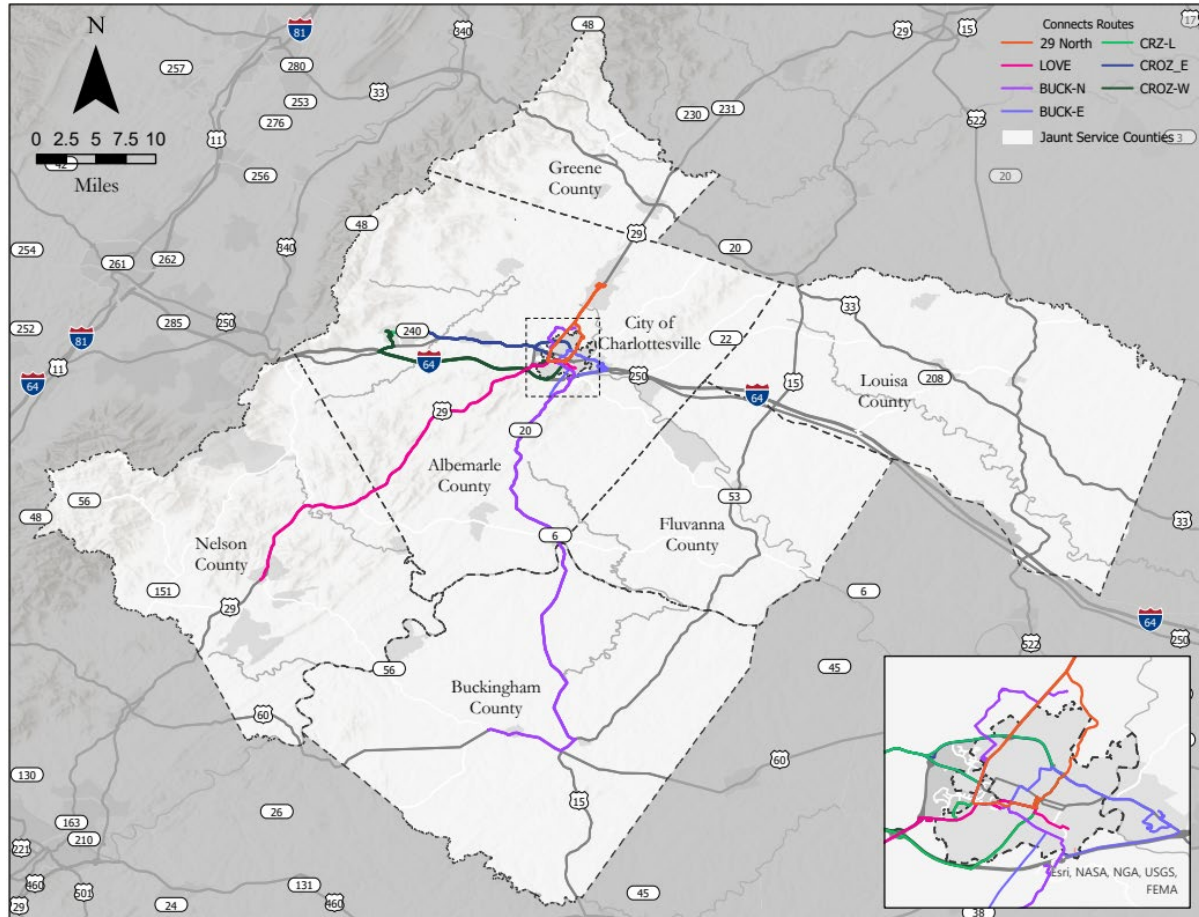 N
0 2.5 5 7.5 10
Miles
Connects Routes
29 North
LOVE
BUCK-N
BUCK-E
CRZ-L
CROZ_E
CROZ-W
Jaunt Service Counties
81
340
48
29
15
17
257
280
33
253
276
11
42
256
230
231
522
3
20
Greene
County
48
340
29
20
254
261
262
252
285
250
81
11
64
240
64
City of
Charlottesville
250
22
33
15
64
208
Louisa
County
29
20
Albemarle
County
53
Fluvanna
County
6
33
56
48
Nelson
County
151
29
6
64
250
522
45
56
Buckingham
County
60
60
15
130
26
163
210
221
460
501
29
24
131
460
45
38
Esri, NASA, NGA, USGS,
FEMA